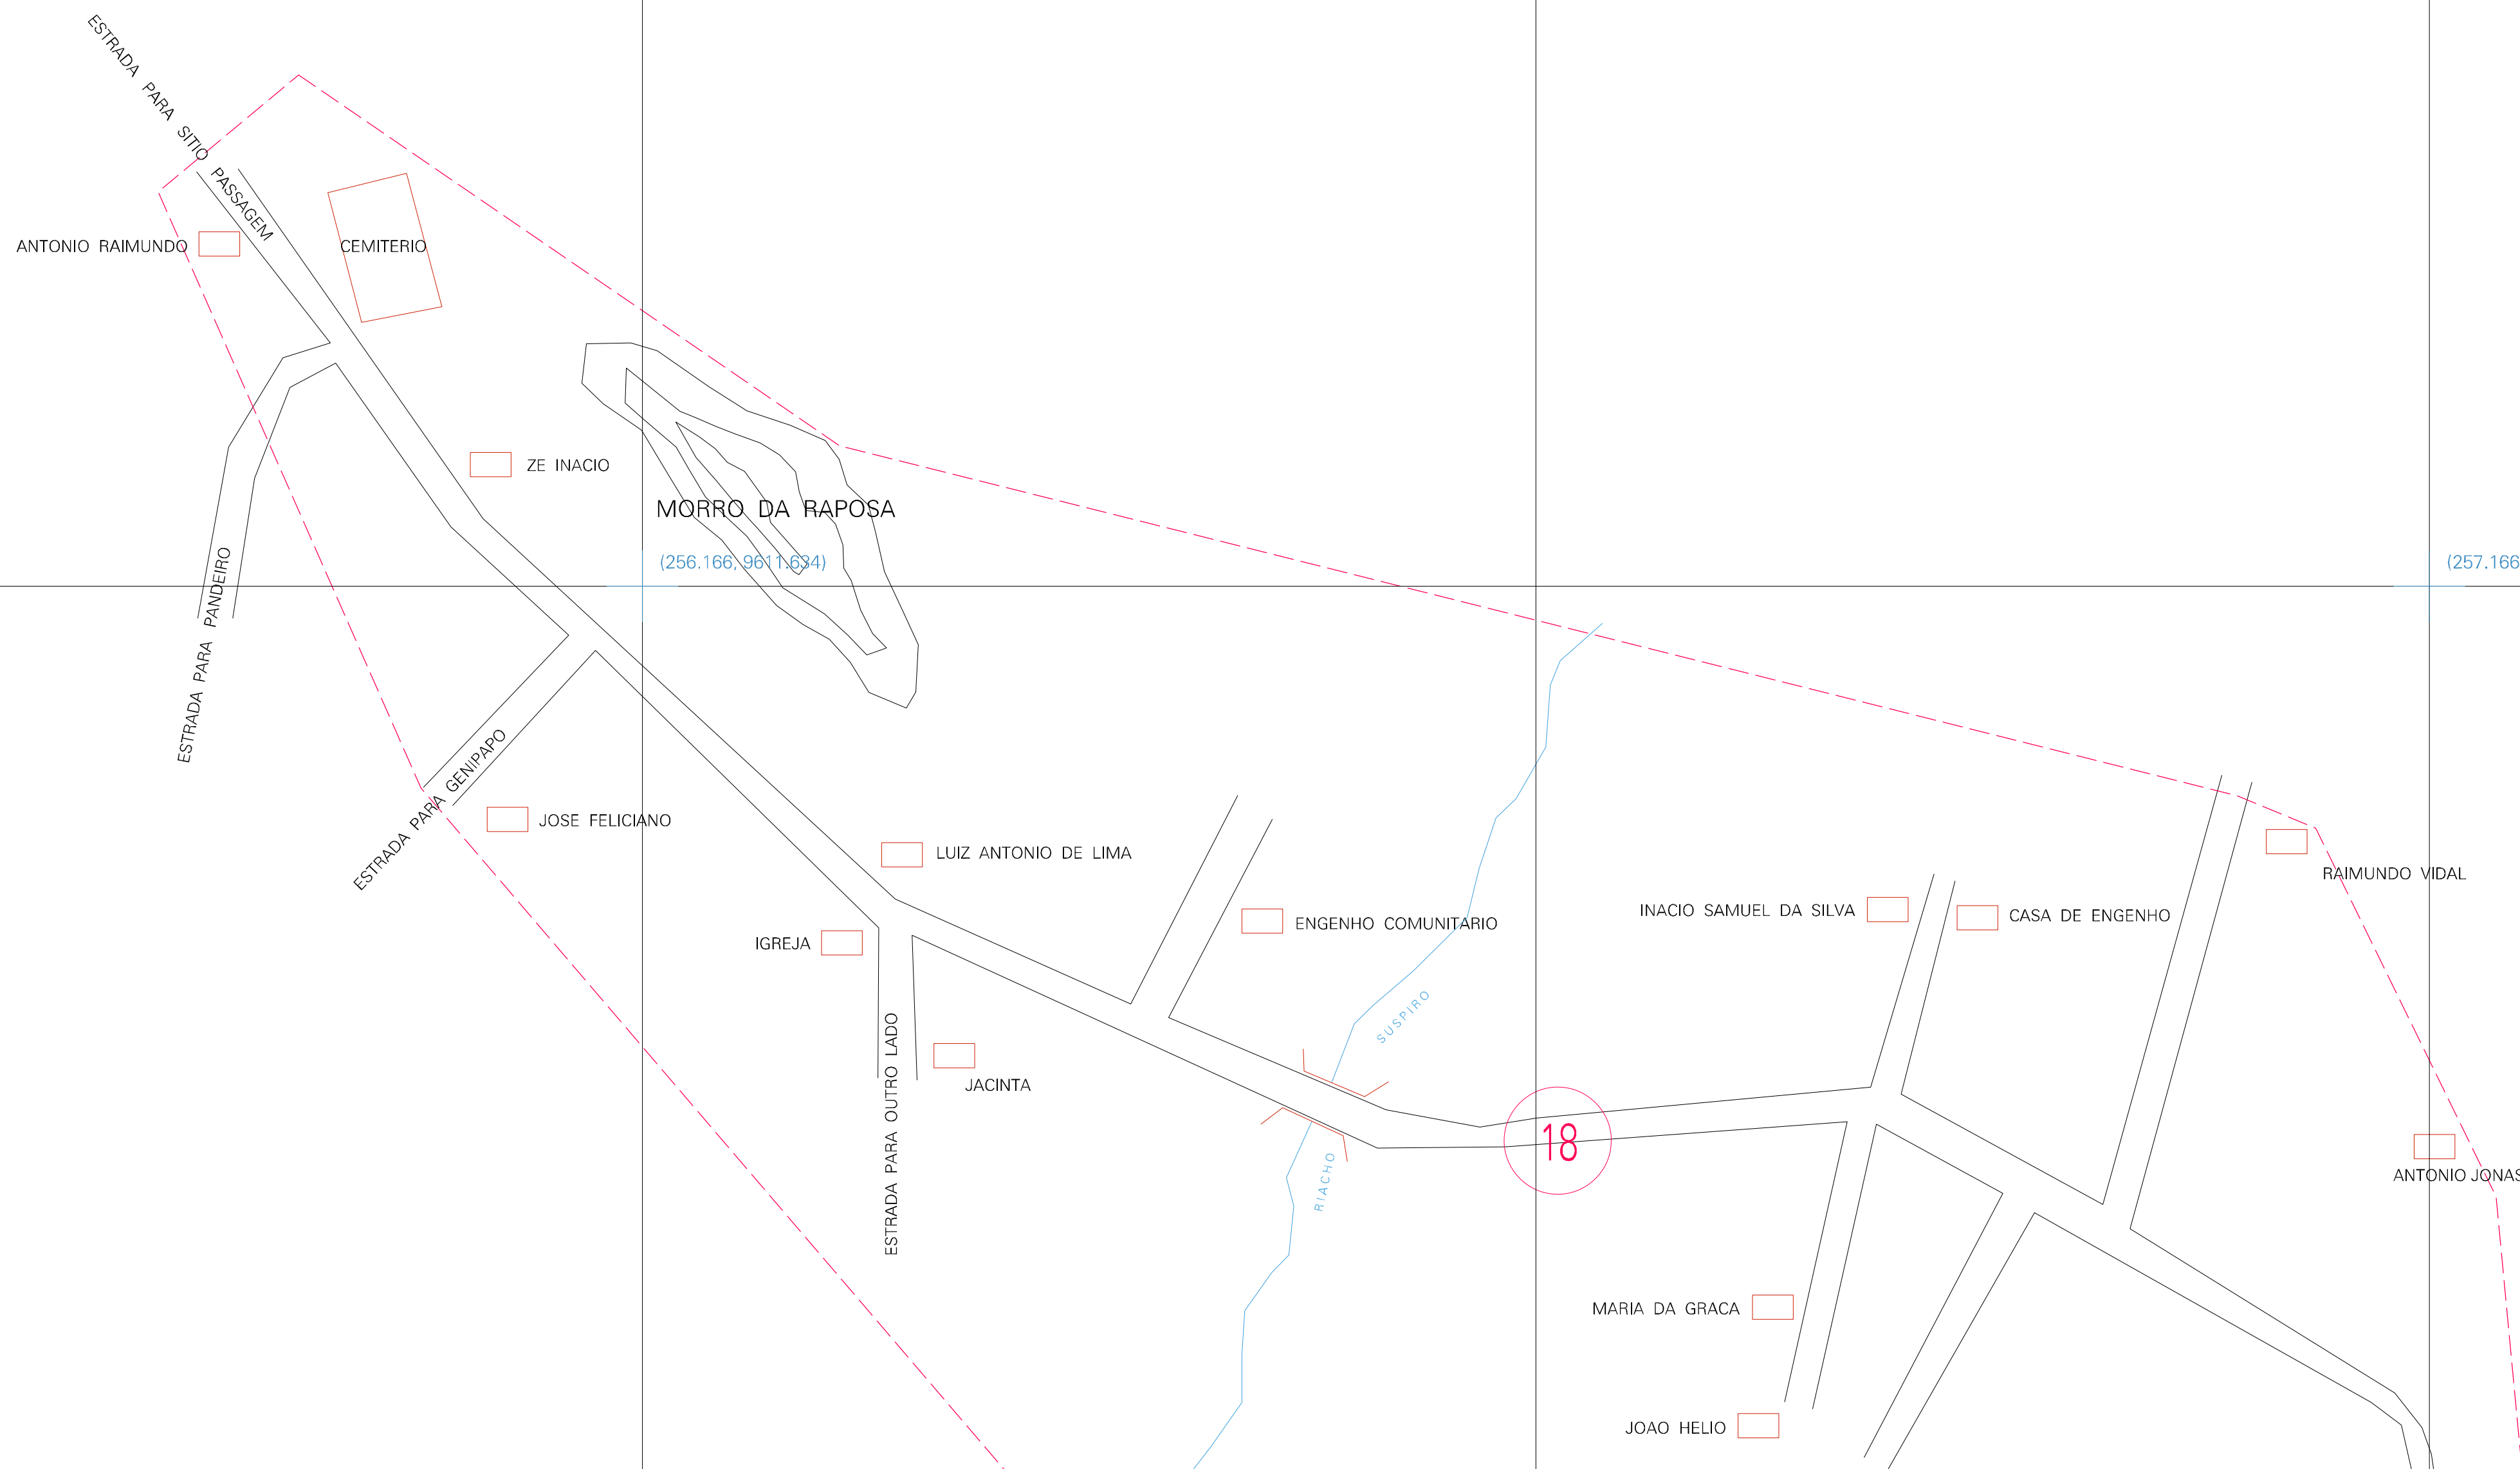 ESTRADA PARA SITIO PASSAGEM
ANTONIO RAIMUNDO
CEMITERIO
ZE INACIO
MORRO DA RAPOSA
(256.166, 9611.634)
(257.166
ESTRADA PARA PANDEIRO
ESTRADA PARA GENIPAPO
JOSE FELICIANO
LUIZ ANTONIO DE LIMA
RAIMUNDO VIDAL
INACIO SAMUEL DA SILVA
CASA DE ENGENHO
ENGENHO COMUNITARIO
IGREJA
SUSPIRO
JACINTA
ESTRADA PARA OUTRO LADO
18
RIACHO
ANTONIO JONAS
MARIA DA GRACA
JOAO HELIO